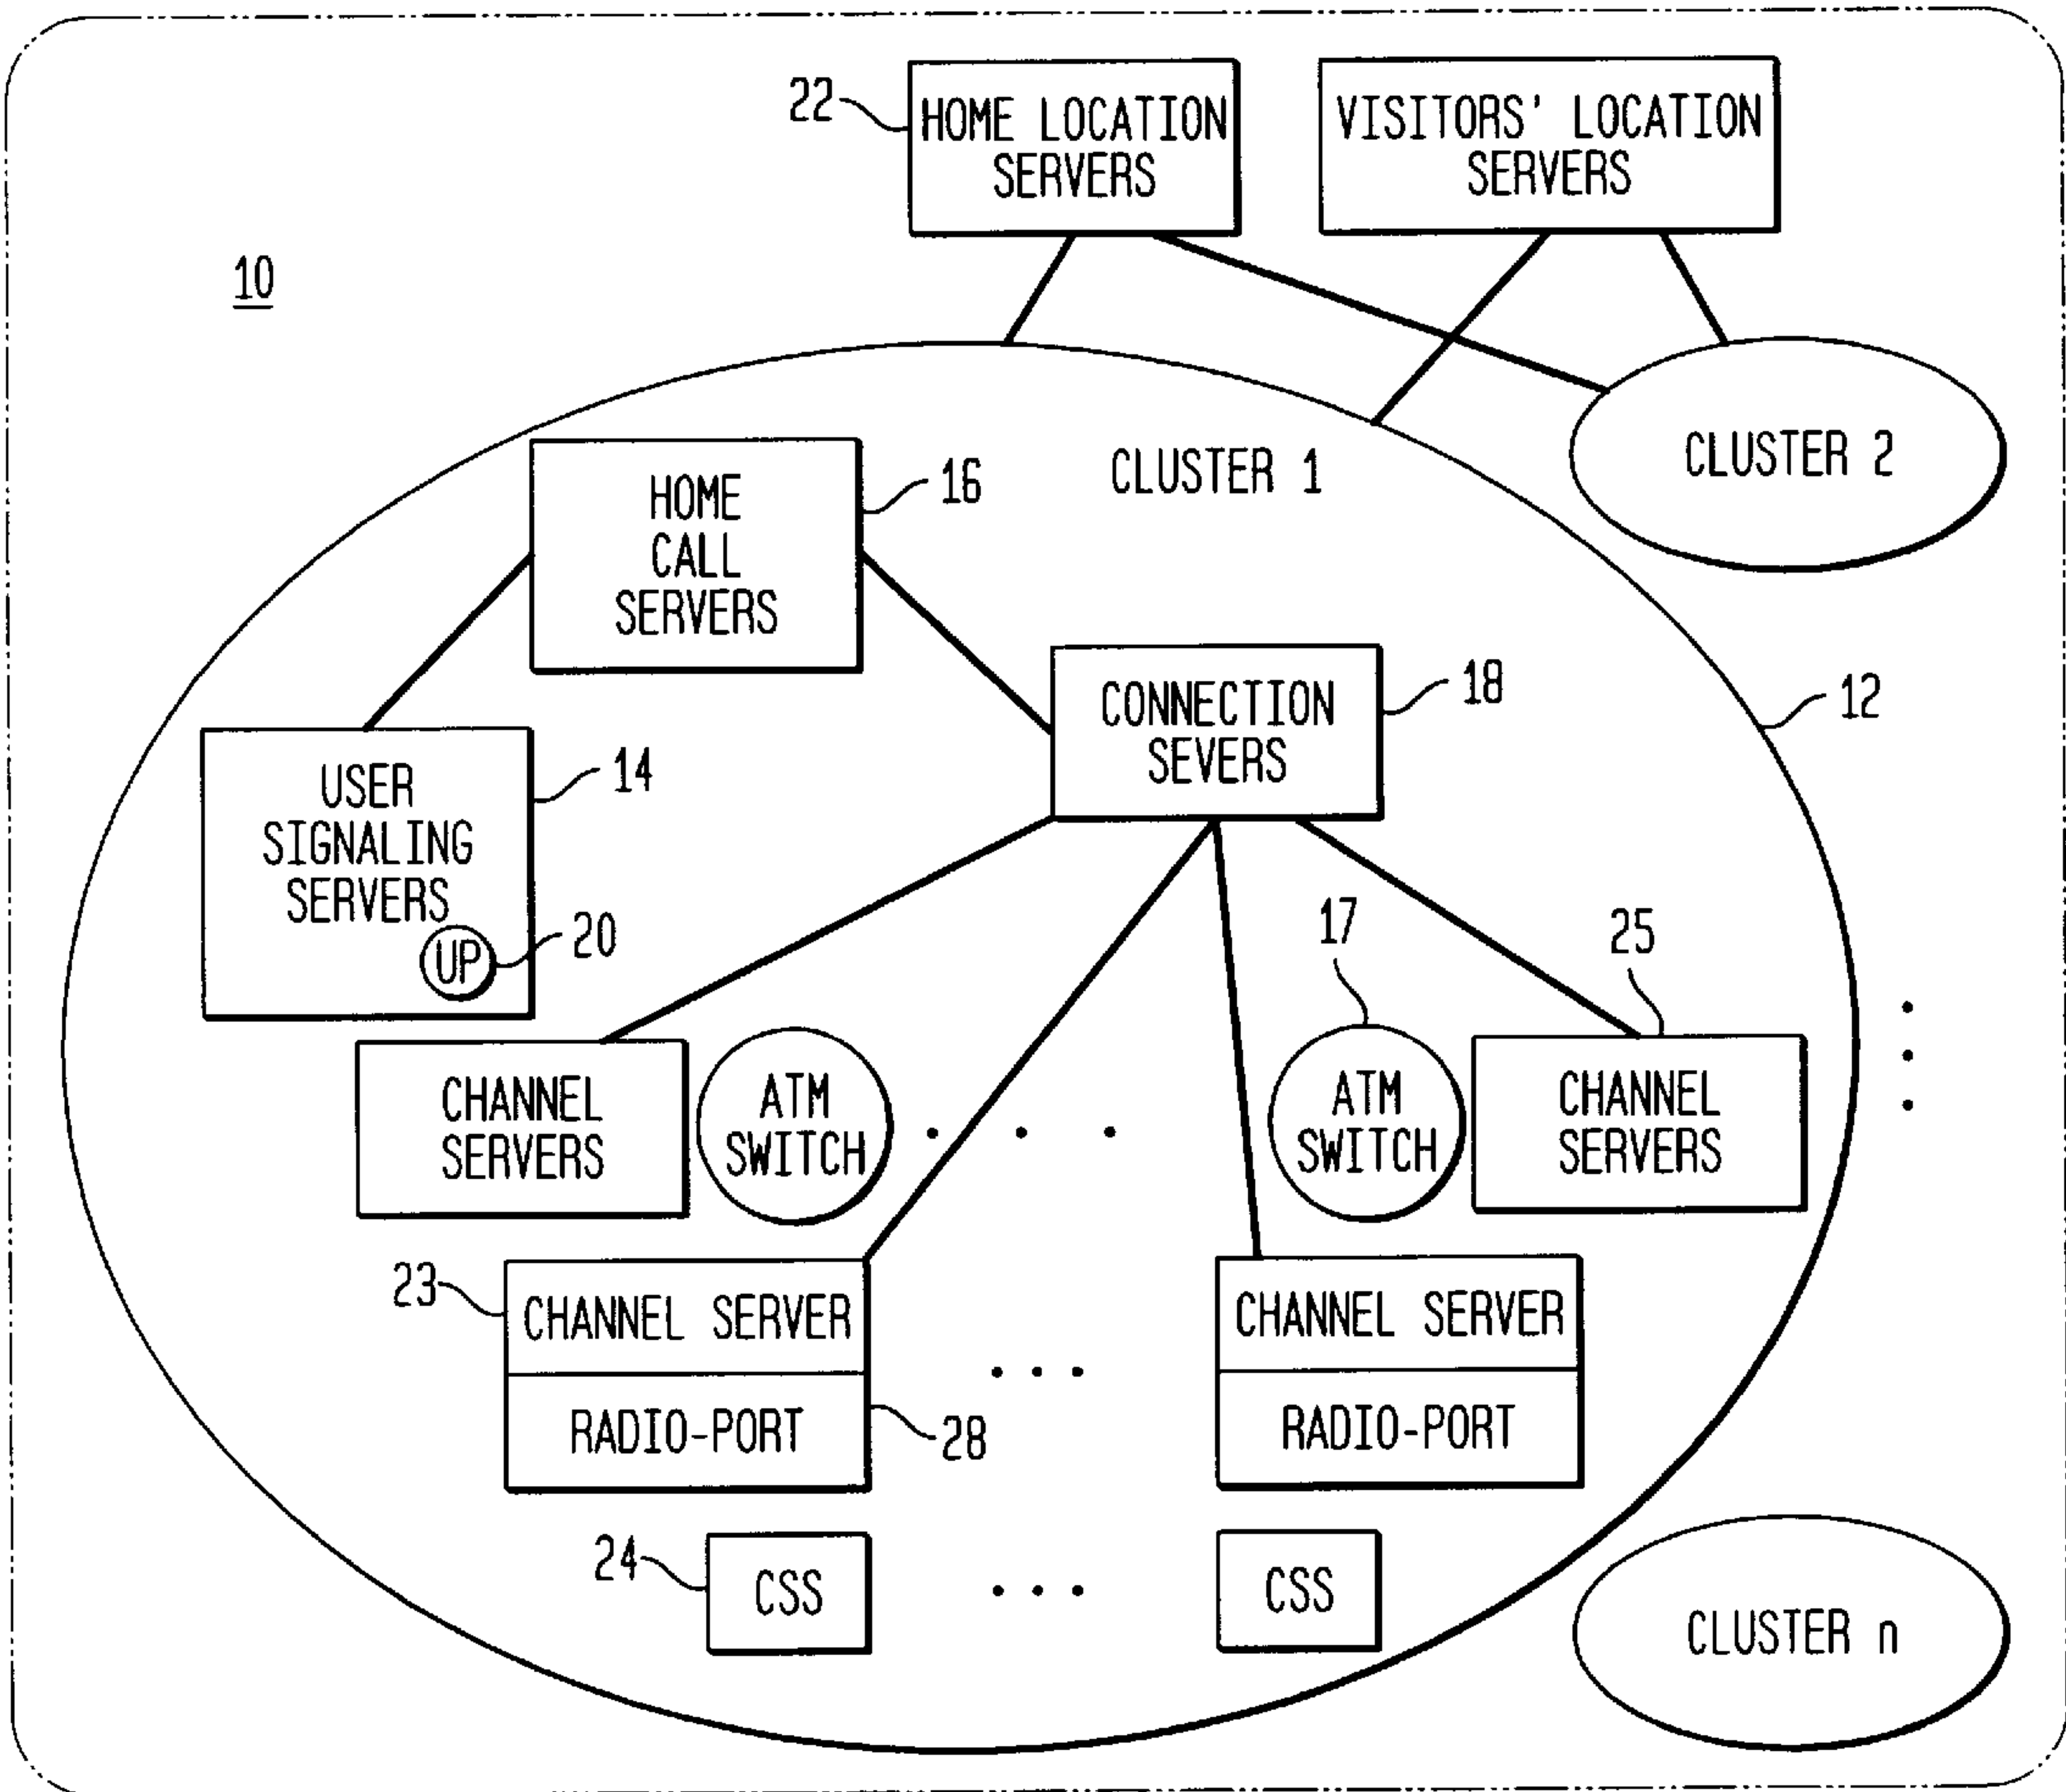 22
HOME LOCATION
SERVERS
VISITORS' LOCATION
SERVERS
10
CLUSTER 1
CLUSTER 2
HOME
CALL
SERVERS
16
CONNECTION
SEVERS
18
12
USER
SIGNALING
SERVERS
14
UP
20
17
25
CHANNEL
SERVERS
ATM
SWITCH
. . .
ATM
SWITCH
CHANNEL
SERVERS
23
CHANNEL SERVER
RADIO-PORT
28
...
CHANNEL SERVER
RADIO-PORT
24
CSS
...
CSS
CLUSTER n